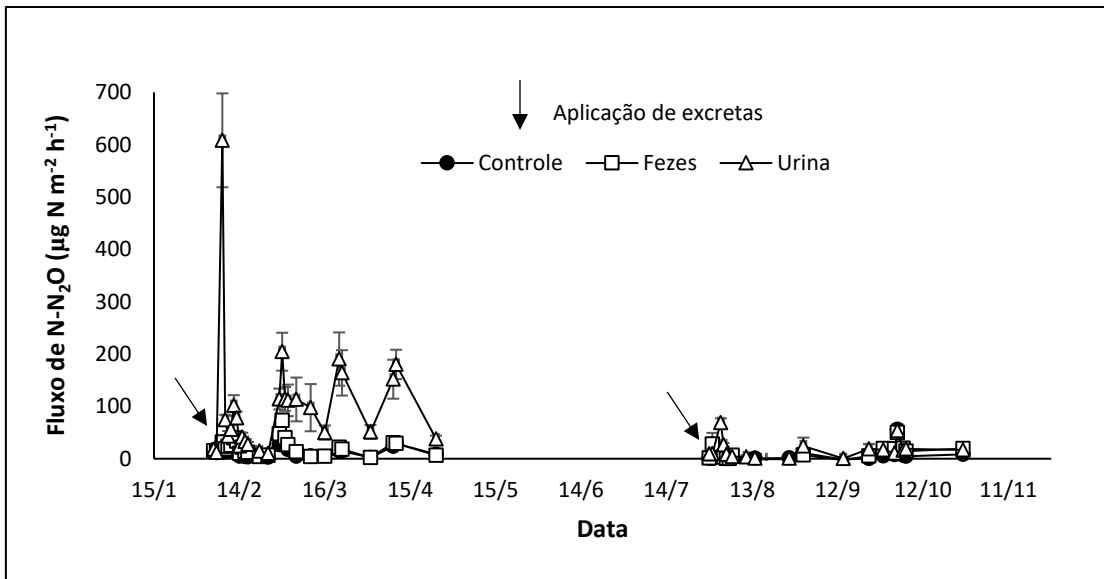 Fluxo de N-N₂O (µg N m⁻² h⁻¹)
700
600
500
400
300
200
100
0
Aplicação de excretas
Controle Fezes Urina
15/1 14/2 16/3 15/4 15/5 14/6 14/7 13/8 12/9 12/10 11/11
Data